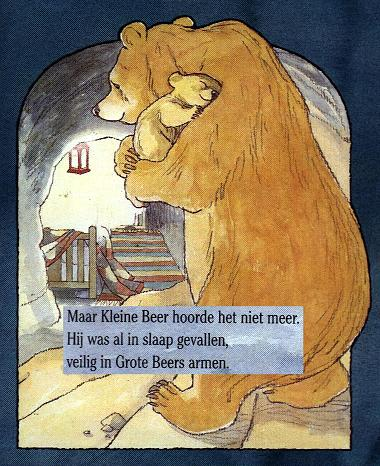 Maar Kleine Beer hoorde het niet meer.
Hij was al in slaap gevallen,
veilig in Grote Beers armen.